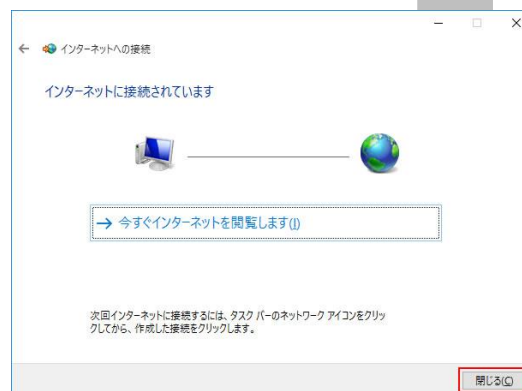 インターネットへの接続
インターネットに接続されています
→ 今すぐインターネットを閲覧します(I)
次回インターネットに接続するには、タスク バーのネットワーク アイコンをクリッ
クしてから、作成した接続をクリックします。
閉じる(C)